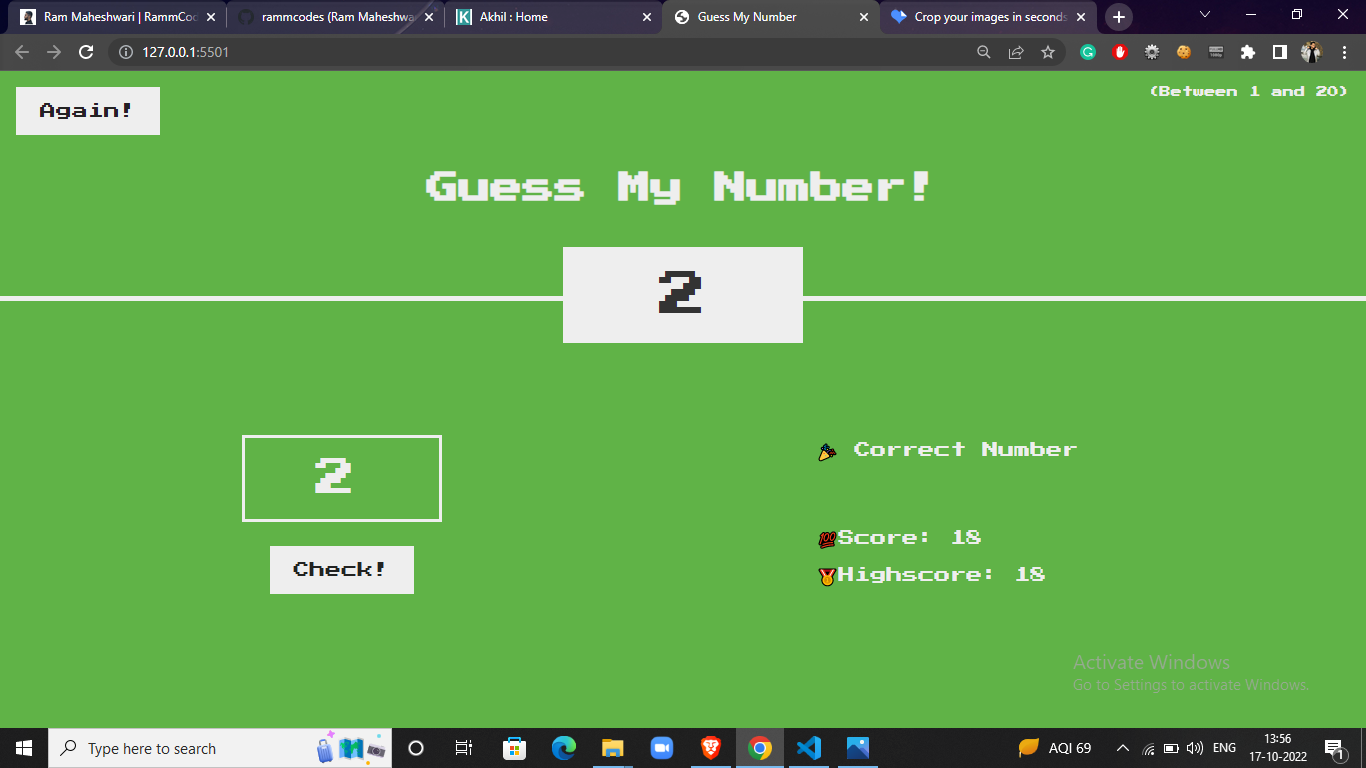 Ram Maheshwari | RammCoc
rammcodes (Ram Maheshwa
Akhil : Home
Guess My Number
Crop your images in seconds
127.0.0.1:5501
Again!
(Between 1 and 20)
Guess My Number!
2
2
Check!
🎉 Correct Number
💯Score: 18
🥇Highscore: 18
Activate Windows
Go to Settings to activate Windows.
Type here to search
AQI 69
ENG
13:56
17-10-2022
1